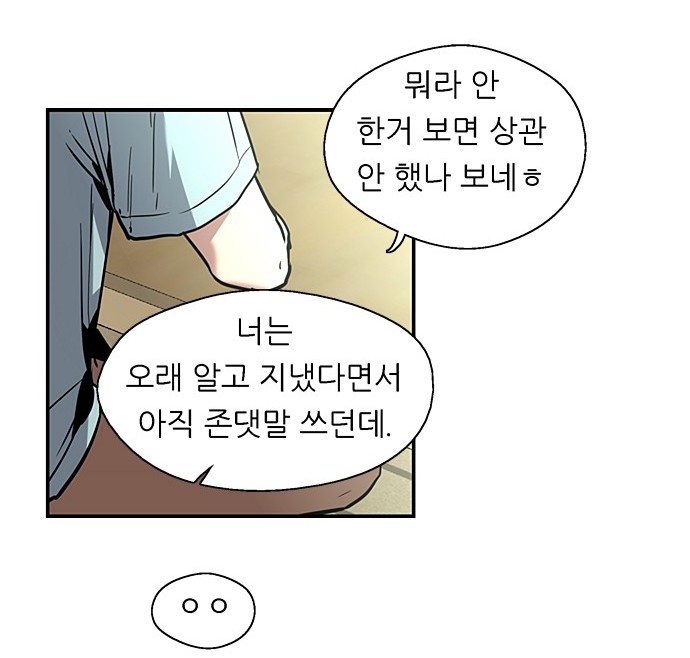 뭐라 안
한거 보면 상관
안 했나 보네ㅎ
너는
오래 알고 지냈다면서
아직 존댓말 쓰던데.
ㅇㅇ